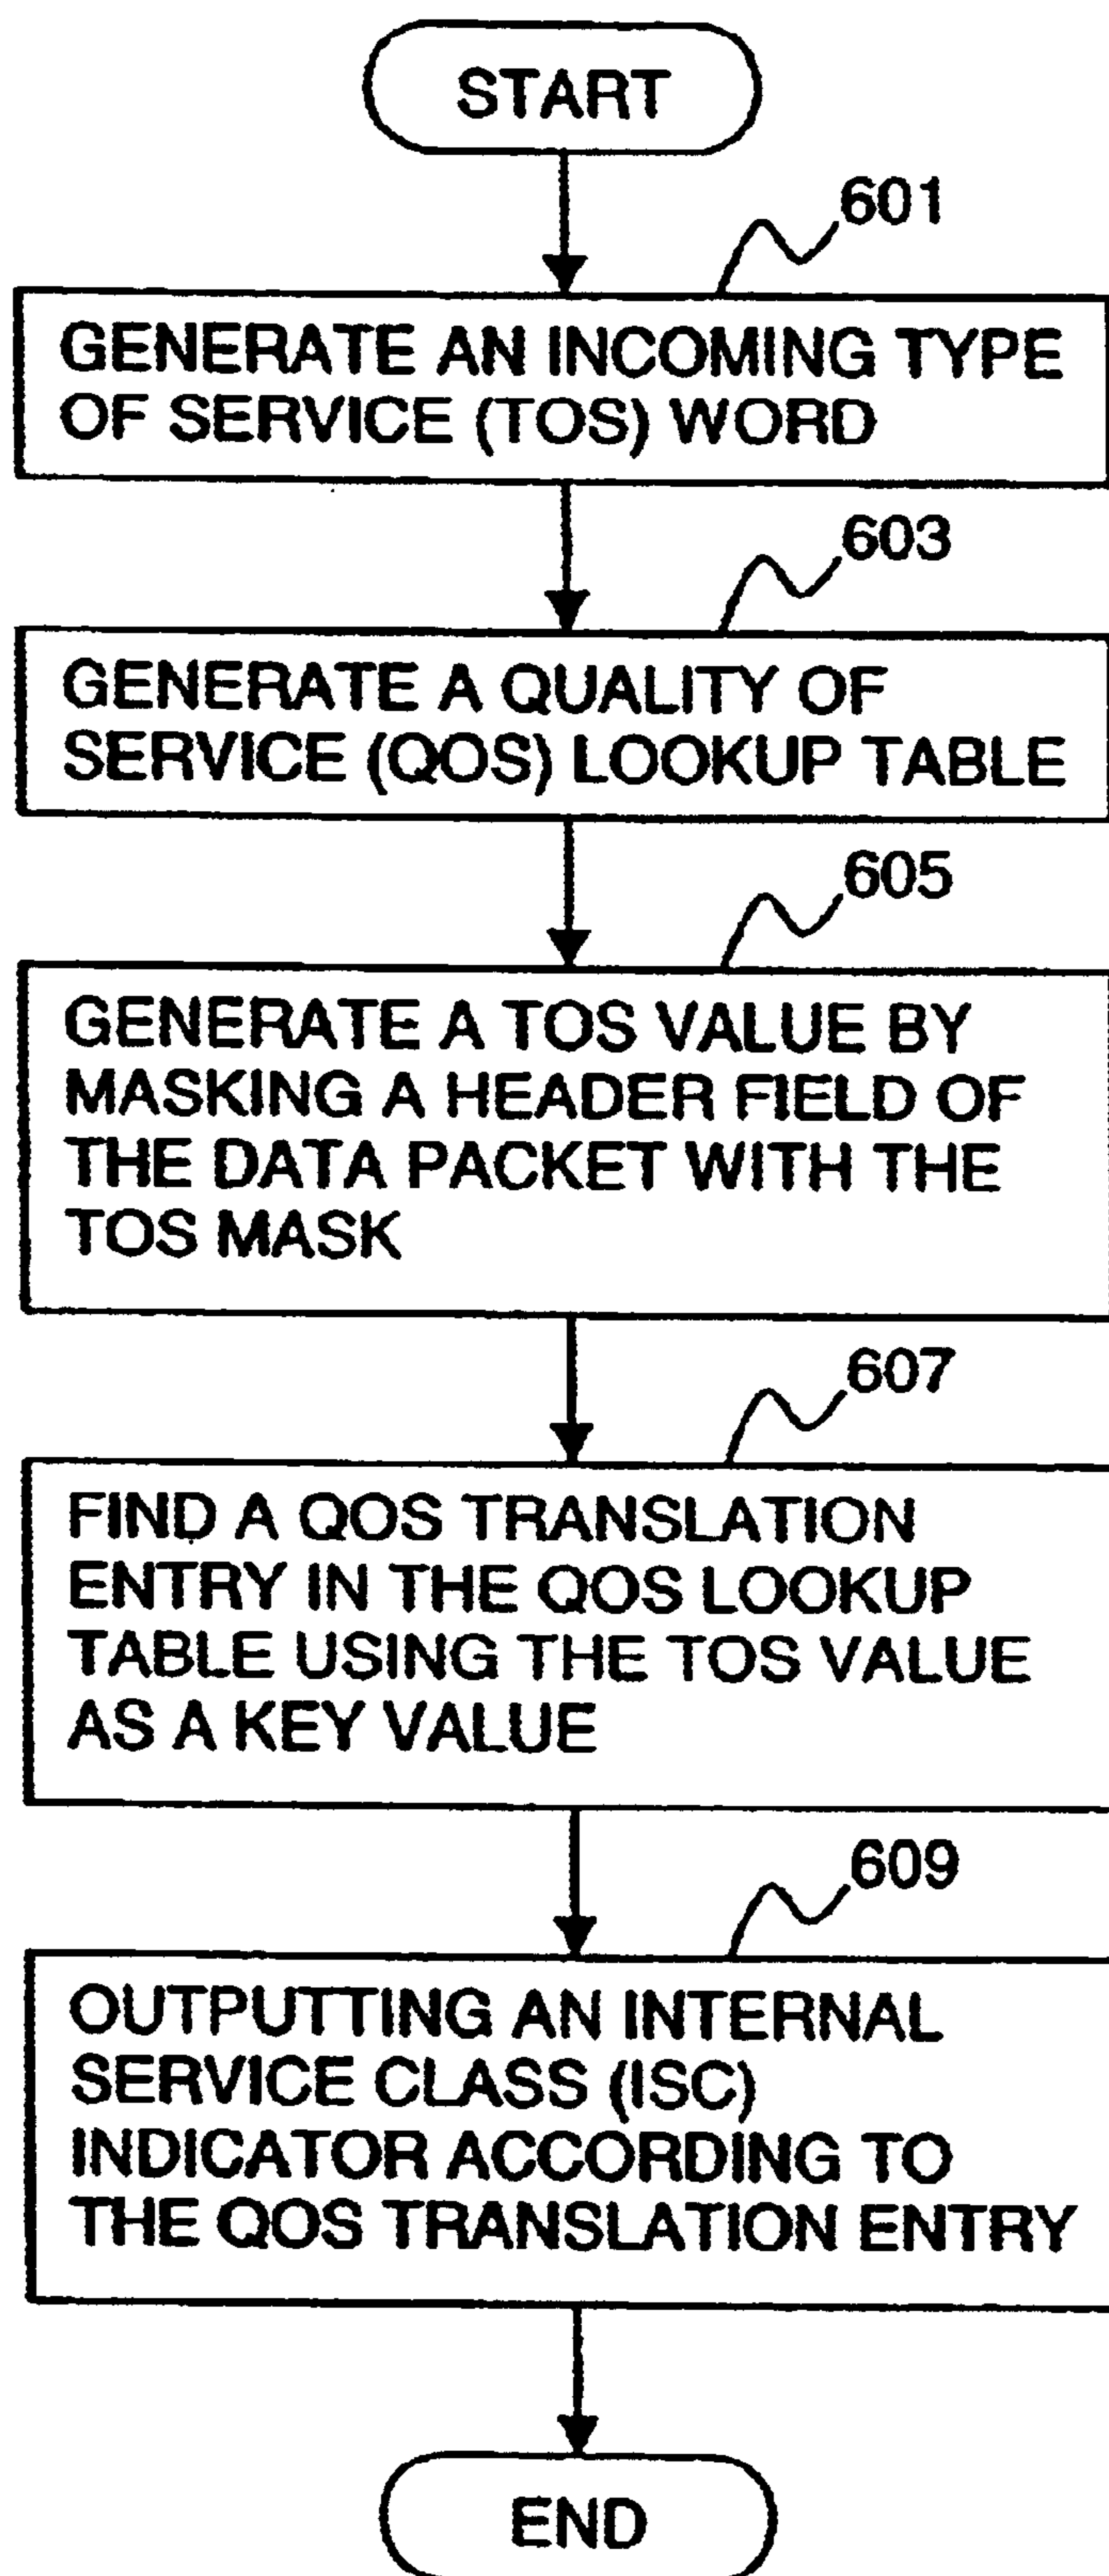 START
601
GENERATE AN INCOMING TYPE
OF SERVICE (TOS) WORD
603
GENERATE A QUALITY OF
SERVICE (QOS) LOOKUP TABLE
605
GENERATE A TOS VALUE BY
MASKING A HEADER FIELD OF
THE DATA PACKET WITH THE
TOS MASK
607
FIND A QOS TRANSLATION
ENTRY IN THE QOS LOOKUP
TABLE USING THE TOS VALUE
AS A KEY VALUE
609
OUTPUTTING AN INTERNAL
SERVICE CLASS (ISC)
INDICATOR ACCORDING TO
THE QOS TRANSLATION ENTRY
END